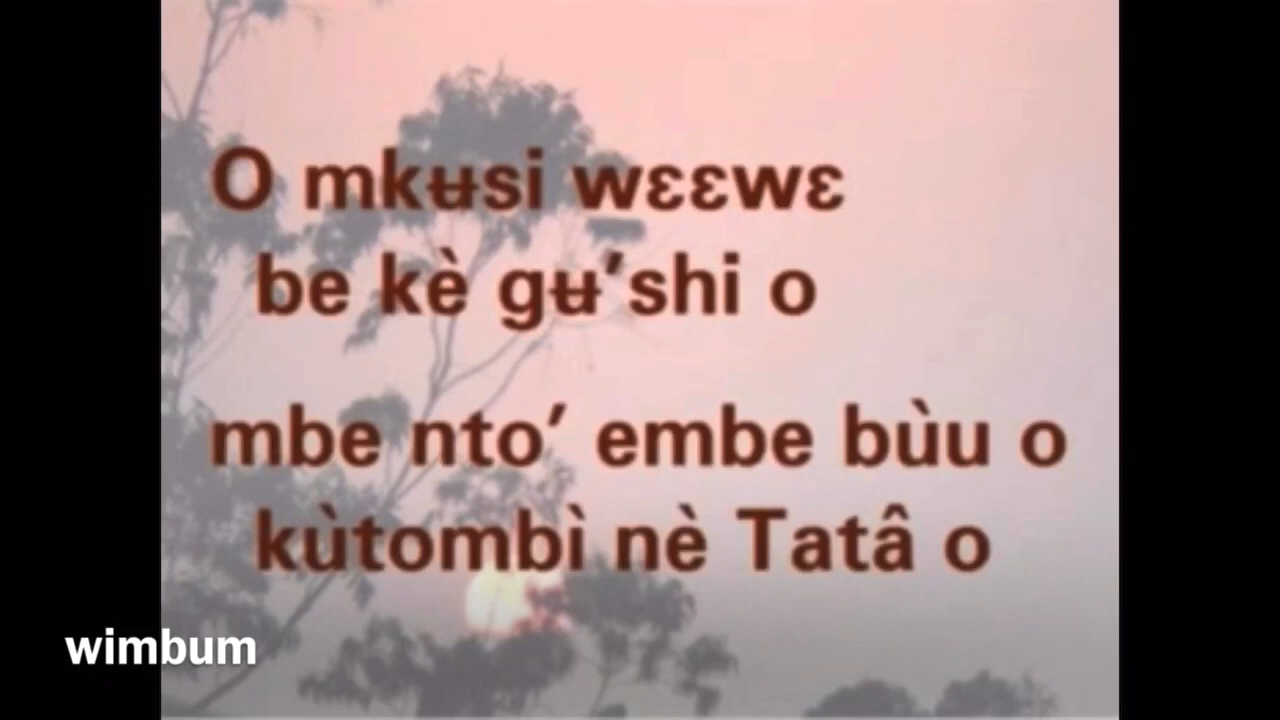 O mkʉsi wɛɛwɛ
be kè gʉ’shi o
mbe nto’ embe bùu o
kùtombì nè Tatâ o
wimbum